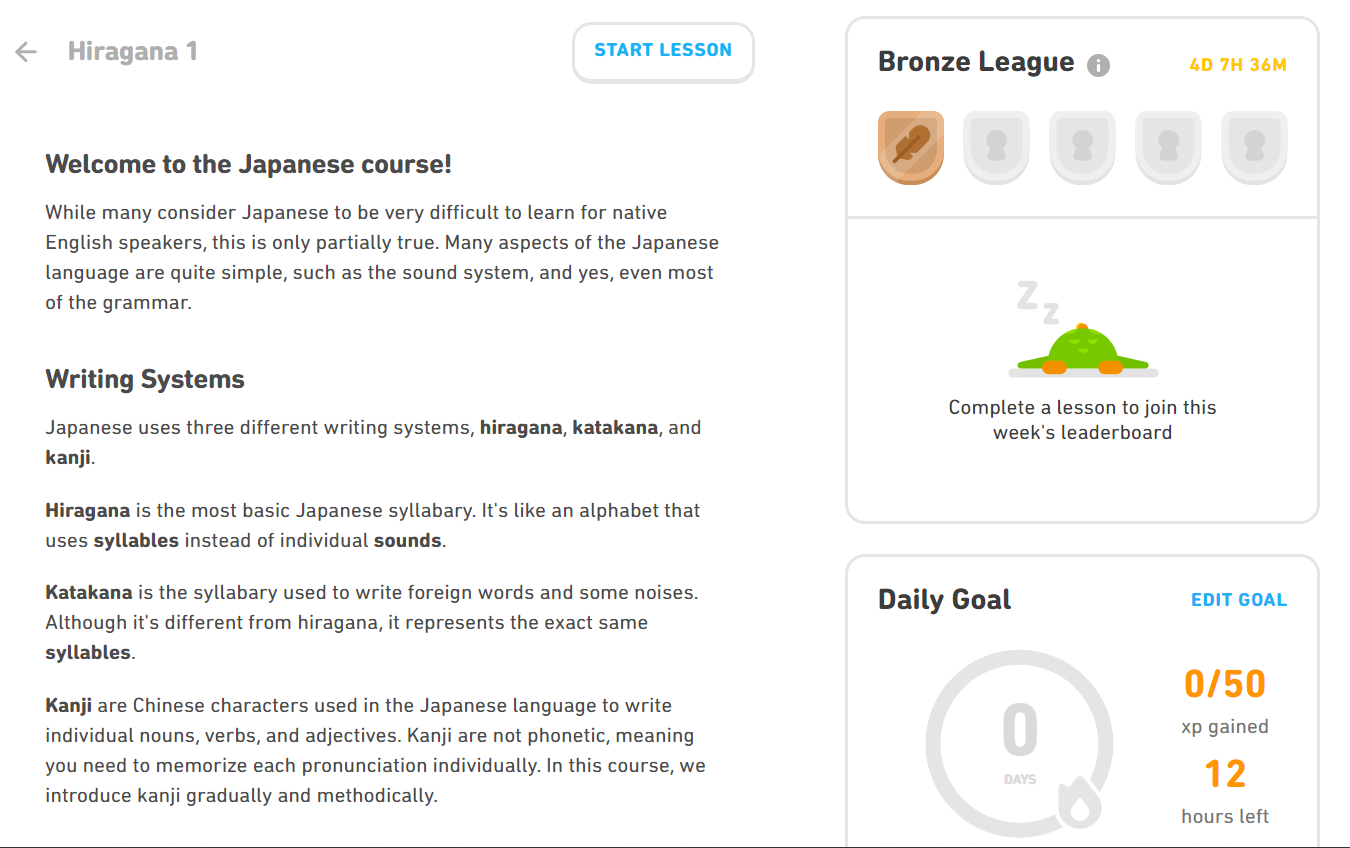 Hiragana 1
START LESSON
Welcome to the Japanese course!
While many consider Japanese to be very difficult to learn for native
English speakers, this is only partially true. Many aspects of the Japanese
language are quite simple, such as the sound system, and yes, even most
of the grammar.
Writing Systems
Japanese uses three different writing systems, hiragana, katakana, and
kanji.
Hiragana is the most basic Japanese syllabary. It's like an alphabet that
uses syllables instead of individual sounds.
Katakana is the syllabary used to write foreign words and some noises.
Although it's different from hiragana, it represents the exact same
syllables.
Kanji are Chinese characters used in the Japanese language to write
individual nouns, verbs, and adjectives. Kanji are not phonetic, meaning
you need to memorize each pronunciation individually. In this course, we
introduce kanji gradually and methodically.
Bronze League
4D 7H 36M
Z
z
Complete a lesson to join this
week's leaderboard
Daily Goal
EDIT GOAL
0
DAYS
0/50
xp gained
12
hours left